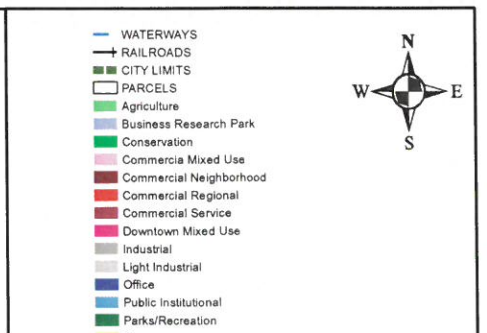 WATERWAYS
RAILROADS
CITY LIMITS
PARCELS
Agriculture
Business Research Park
Conservation
Commercia Mixed Use
Commercial Neighborhood
Commercial Regional
Commercial Service
Downtown Mixed Use
Industrial
Light Industrial
Office
Public Institutional
Parks/Recreation
N
W E
S